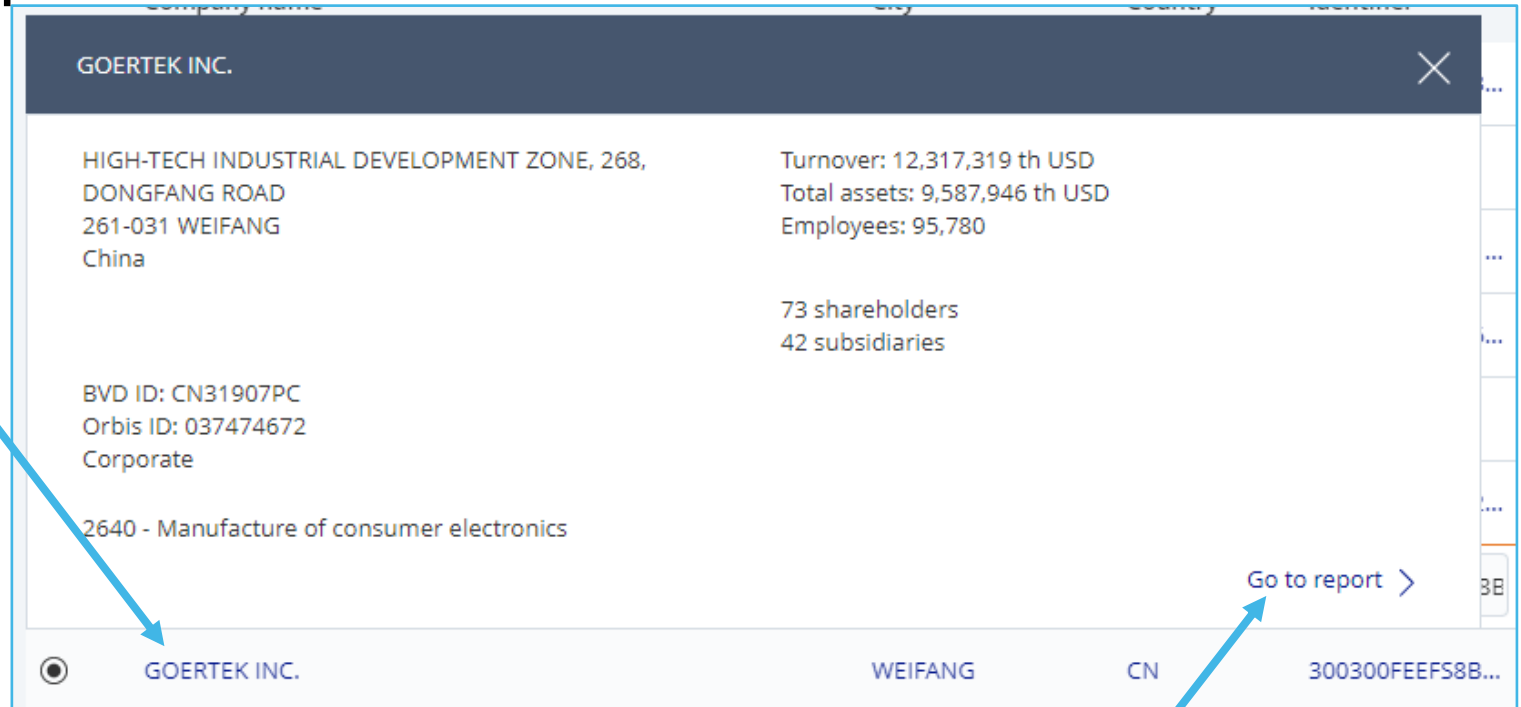 GOERTEK INC.
HIGH-TECH INDUSTRIAL DEVELOPMENT ZONE, 268,
DONGFANG ROAD
261-031 WEIFANG
China
Turnover: 12,317,319 th USD
Total assets: 9,587,946 th USD
Employees: 95,780
73 shareholders
42 subsidiaries
BVD ID: CN31907PC
Orbis ID: 037474672
Corporate
2640 - Manufacture of consumer electronics
Go to report
GOERTEK INC. WEIFANG CN 300300FEEFS8B...